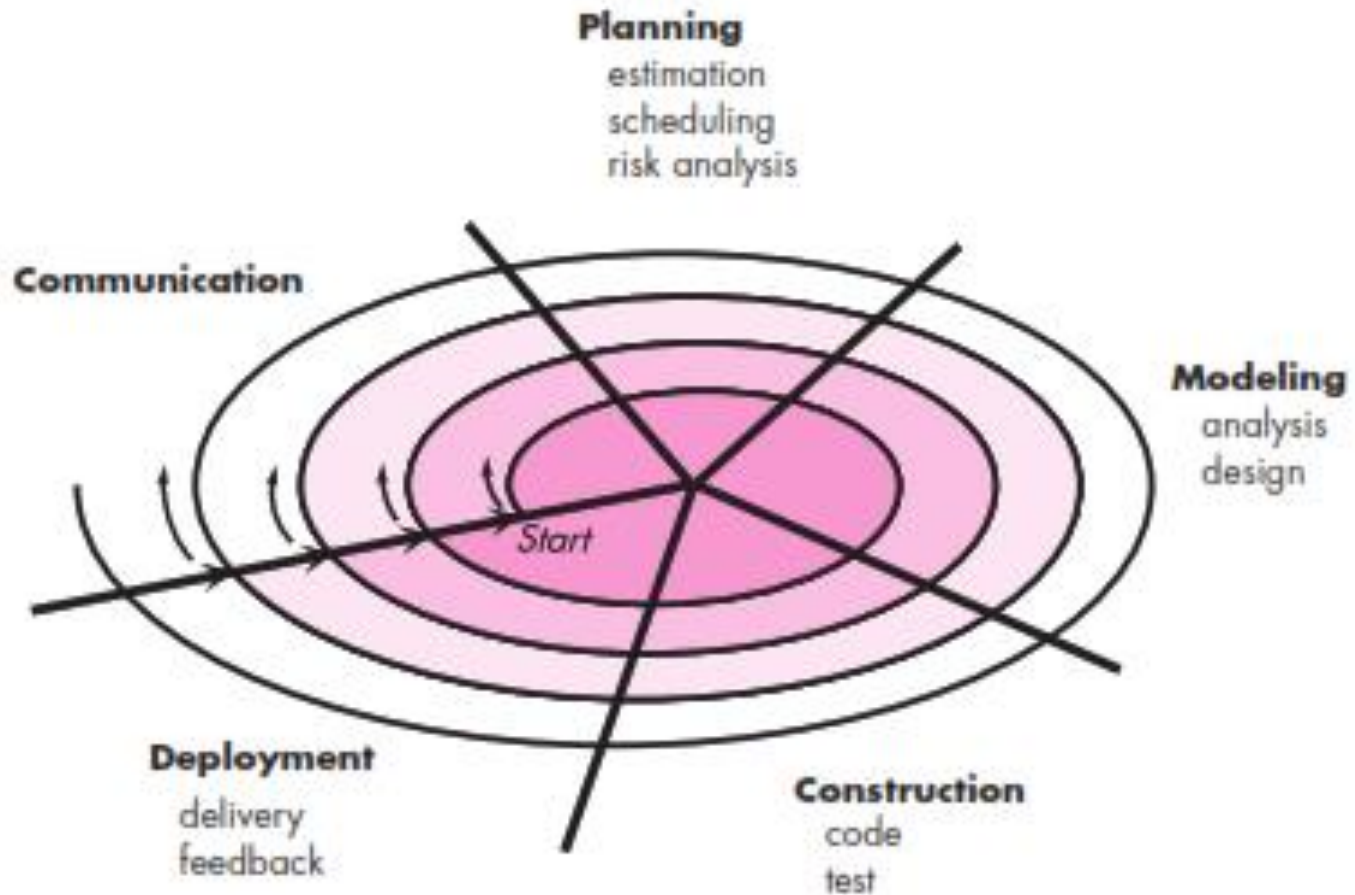 Planning
estimation
scheduling
risk analysis
Communication
Modeling
analysis
design
Start
Deployment
delivery
feedback
Construction
code
test